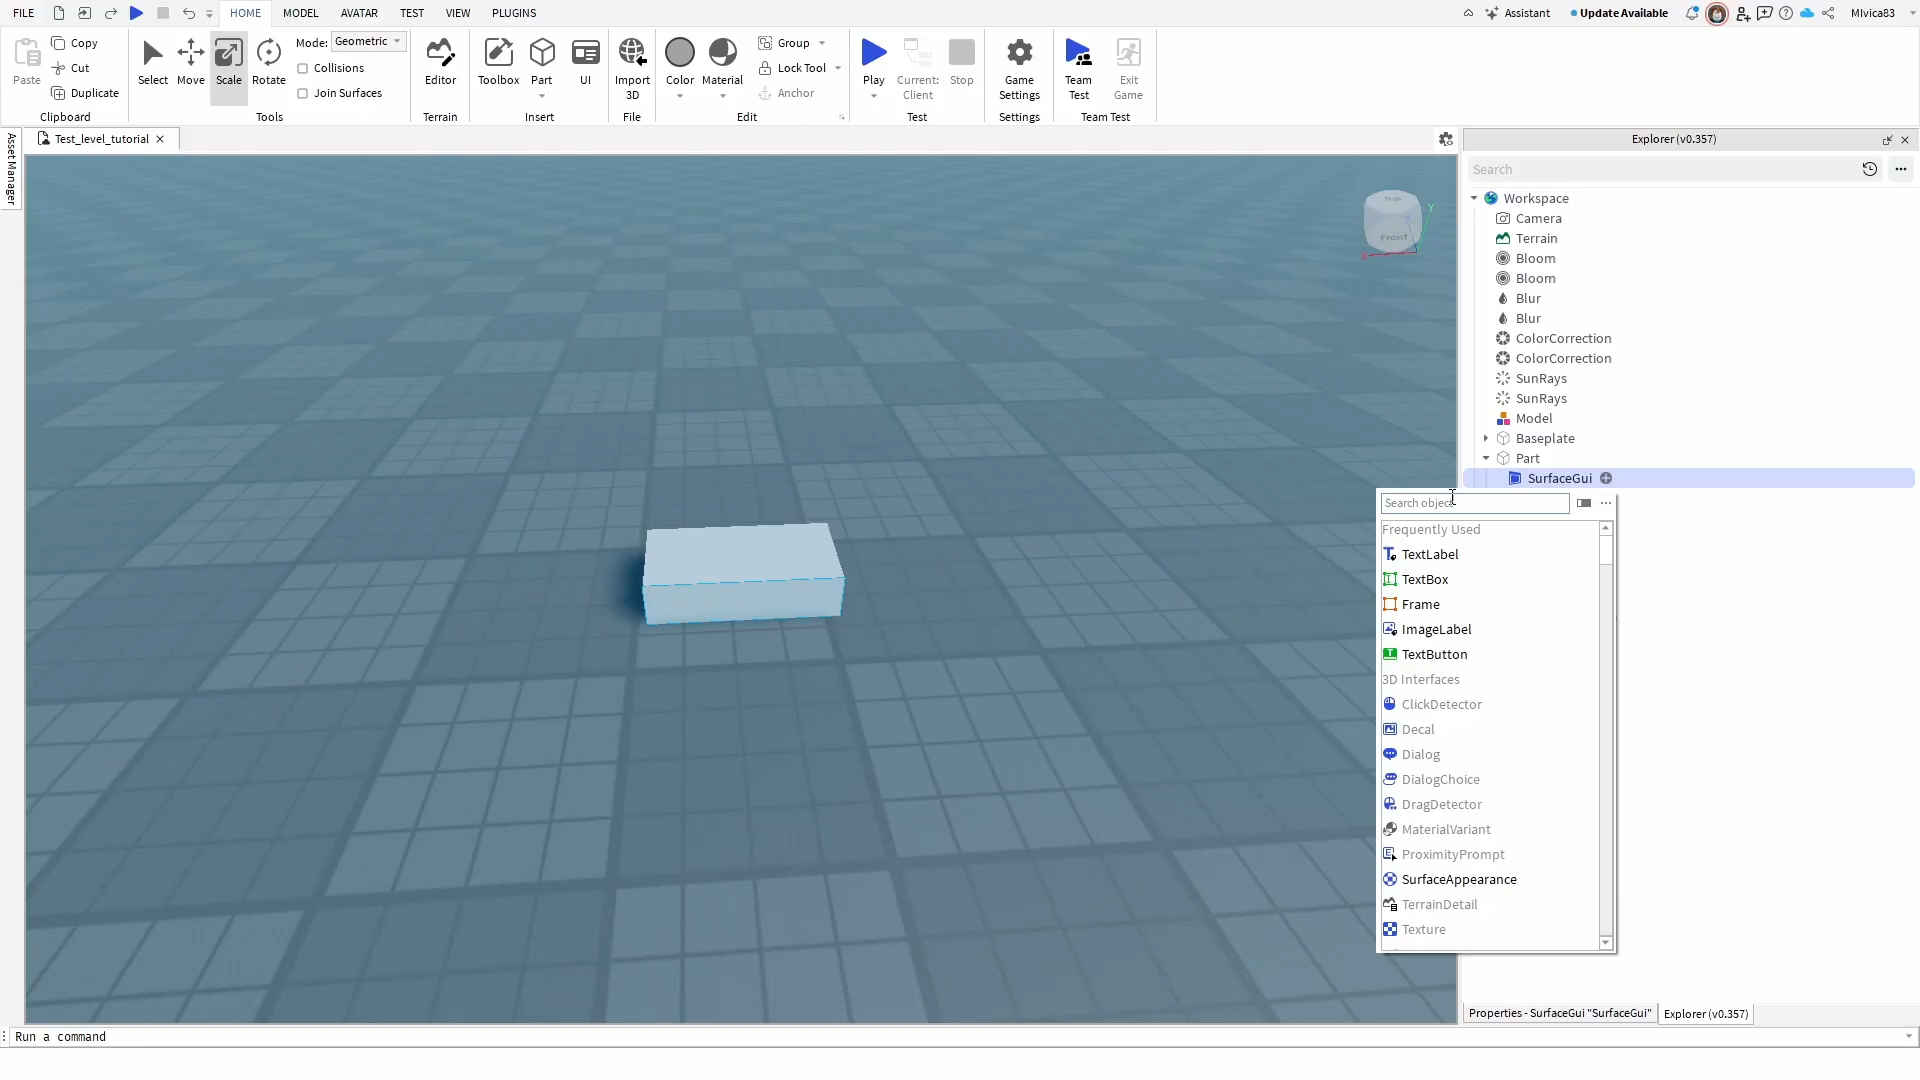 FILE HOME MODEL AVATAR TEST VIEW PLUGINS Assistant Update Available MIvica83
Paste Copy Cut Duplicate Clipboard
Select Move Scale Rotate Mode: Geometric Collisions Join Surfaces Tools
Editor Terrain
Toolbox Part UI Insert
Import 3D File
Color Material Group Lock Tool Anchor Edit
Play Current: Client Stop Test
Game Settings Settings
Team Test Exit Game Team Test
Test_level_tutorial
Asset Manager
Front
X
Y
Explorer (v0.357)
Search
Workspace
Camera
Terrain
Bloom
Bloom
Blur
Blur
ColorCorrection
ColorCorrection
SunRays
SunRays
Model
Baseplate
Part
SurfaceGui
Search object
Frequently Used
TextLabel
TextBox
Frame
ImageLabel
TextButton
3D Interfaces
ClickDetector
Decal
Dialog
DialogChoice
DragDetector
MaterialVariant
ProximityPrompt
SurfaceAppearance
TerrainDetail
Texture
Properties - SurfaceGui "SurfaceGui" Explorer (v0.357)
Run a command